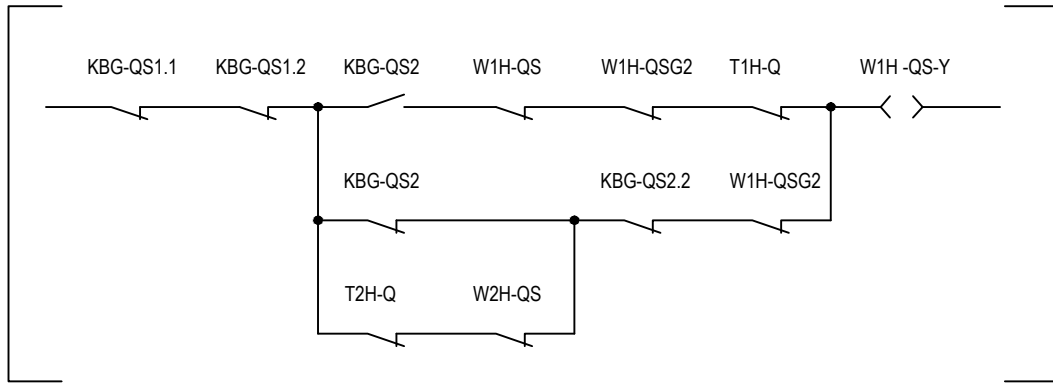 KBG-QS1.1 KBG-QS1.2 KBG-QS2 W1H-QS W1H-QSG2 T1H-Q W1H -QS-Y
KBG-QS2 KBG-QS2.2 W1H-QSG2
T2H-Q W2H-QS